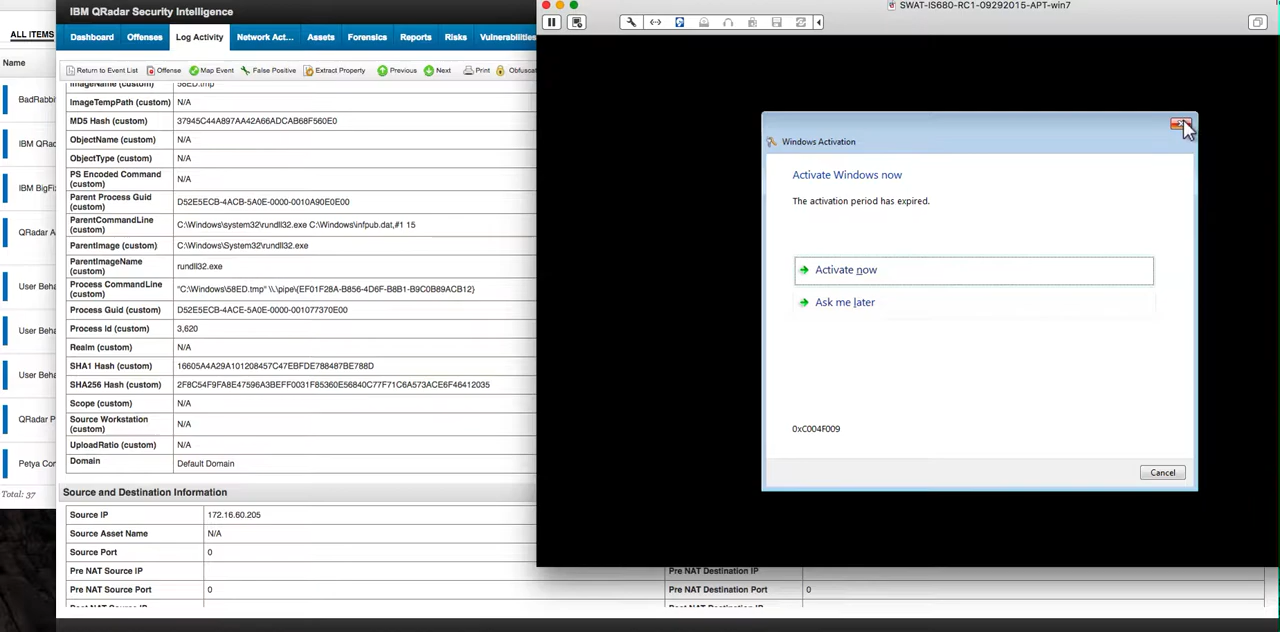 ALL ITEMS
Name
BadRabbi
IBM QRad
IBM BigFi
QRadar A
User Beha
User Beha
User Beha
QRadar P
Petya Cor
Total: 37
IBM QRadar Security Intelligence
Dashboard Offenses Log Activity Network Act... Assets Forensics Reports Risks Vulnerabilities
Return to Event List Offense Map Event False Positive Extract Property Previous Next Print Obfusca
ImageName (custom) 58ED.tmp
ImageTempPath (custom) N/A
MD5 Hash (custom) 37945C44A897AA42A66ADCAB68F560E0
ObjectName (custom) N/A
ObjectType (custom) N/A
PS Encoded Command (custom) N/A
Parent Process Guid (custom) D52E5ECB-4ACB-5A0E-0000-0010A90E0E00
ParentCommandLine (custom) C:\Windows\system32\rundll32.exe C:\Windows\infpub.dat,#1 15
ParentImage (custom) C:\Windows\System32\rundll32.exe
ParentImageName (custom) rundll32.exe
Process CommandLine (custom) "C:\Windows\58ED.tmp" \\.\pipe\{EF01F28A-B856-4D6F-B8B1-B9C0B89ACB12}
Process Guid (custom) D52E5ECB-4ACE-5A0E-0000-001077370E00
Process Id (custom) 3,620
Realm (custom) N/A
SHA1 Hash (custom) 16605A4A29A101208457C47EBFDE788487BE788D
SHA256 Hash (custom) 2F8C54F9FA8E47596A3BEFF0031F85360E56840C77F71C6A573ACE6F46412035
Scope (custom) N/A
Source Workstation (custom) N/A
UploadRatio (custom) N/A
Domain Default Domain
Source and Destination Information
Source IP 172.16.60.205
Source Asset Name N/A
Source Port 0
Pre NAT Source IP Pre NAT Destination IP
Pre NAT Source Port 0 Pre NAT Destination Port 0
SWAT-IS680-RC1-09292015-APT-win7
Windows Activation
Activate Windows now
The activation period has expired.
Activate now
Ask me later
0xC004F009
Cancel